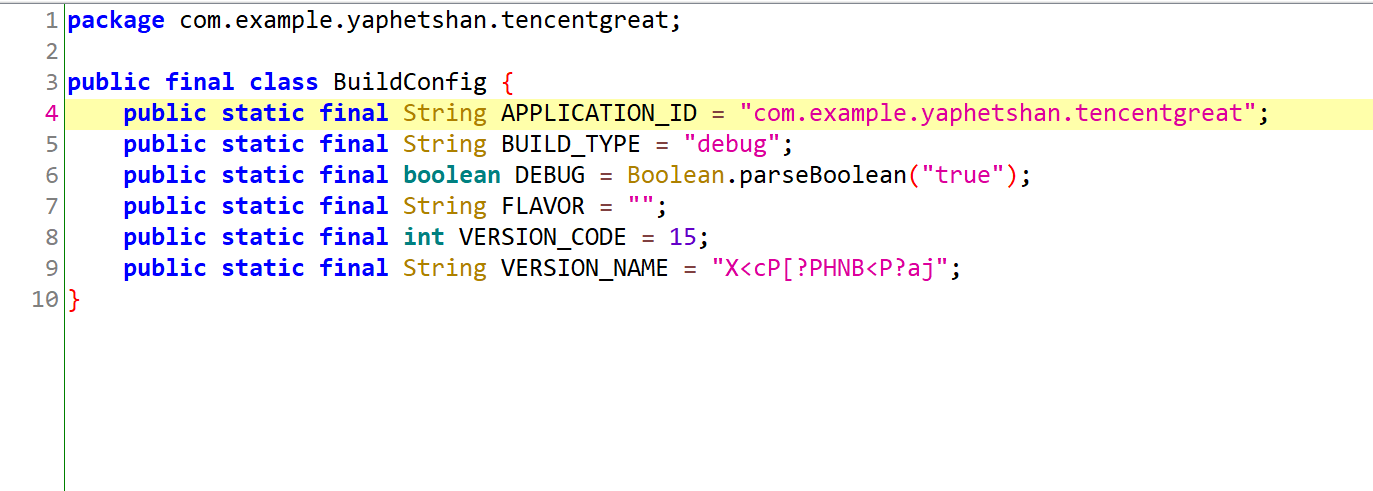 1 package com.example.yaphetshan.tencentgreat;
2
3 public final class BuildConfig {
4     public static final String APPLICATION_ID = "com.example.yaphetshan.tencentgreat";
5     public static final String BUILD_TYPE = "debug";
6     public static final boolean DEBUG = Boolean.parseBoolean("true");
7     public static final String FLAVOR = "";
8     public static final int VERSION_CODE = 15;
9     public static final String VERSION_NAME = "X<cP[?PHNB<P?aj";
10 }